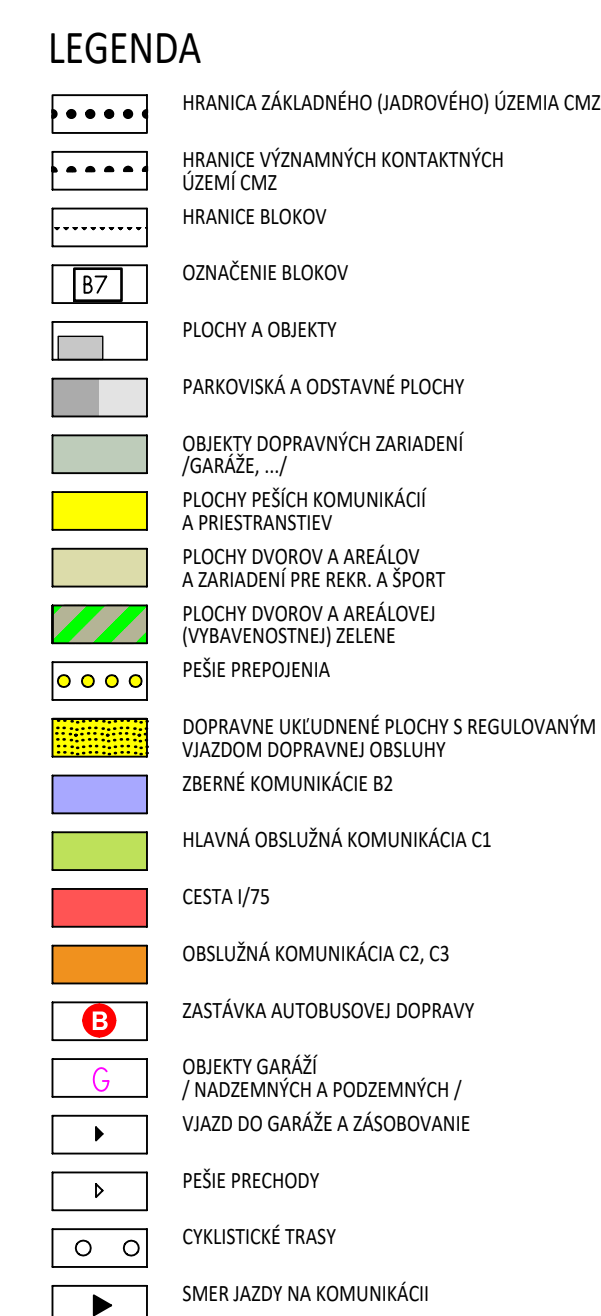 LEGENDA
HRANICA ZÁKLADNÉHO (JADROVÉHO) ÚZEMIA CMZ
HRANICE VÝZNAMNÝCH KONTAKTNÝCH
ÚZEMÍ CMZ
HRANICE BLOKOV
B7 OZNAČENIE BLOKOV
PLOCHY A OBJEKTY
PARKOVISKÁ A ODSTAVNÉ PLOCHY
OBJEKTY DOPRAVNÝCH ZARIADENÍ
/GARÁŽE, .../
PLOCHY PEŠÍCH KOMUNIKÁCIÍ
A PRIESTRANSTIEV
PLOCHY DVOROV A AREÁLOV
A ZARIADENÍ PRE REKR. A ŠPORT
PLOCHY DVOROV A AREÁLOVEJ
(VYBAVENOSTNEJ) ZELENE
PEŠIE PREPOJENIA
DOPRAVNE UKĽUDNENÉ PLOCHY S REGULOVANÝM
VJAZDOM DOPRAVNEJ OBSLUHY
ZBERNÉ KOMUNIKÁCIE B2
HLAVNÁ OBSLUŽNÁ KOMUNIKÁCIA C1
CESTA I/75
OBSLUŽNÁ KOMUNIKÁCIA C2, C3
B ZASTÁVKA AUTOBUSOVEJ DOPRAVY
G OBJEKTY GARÁŽÍ
/ NADZEMNÝCH A PODZEMNÝCH /
VJAZD DO GARÁŽE A ZÁSOBOVANIE
PEŠIE PRECHODY
CYKLISTICKÉ TRASY
SMER JAZDY NA KOMUNIKÁCII